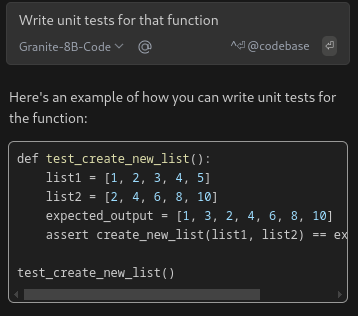 Write unit tests for that function
Granite-8B-Code @ ^⏎ @codebase ⏎
Here's an example of how you can write unit tests for
the function:
def test_create_new_list():
    list1 = [1, 2, 3, 4, 5]
    list2 = [2, 4, 6, 8, 10]
    expected_output = [1, 3, 2, 4, 6, 8, 10]
    assert create_new_list(list1, list2) == ex
test_create_new_list()